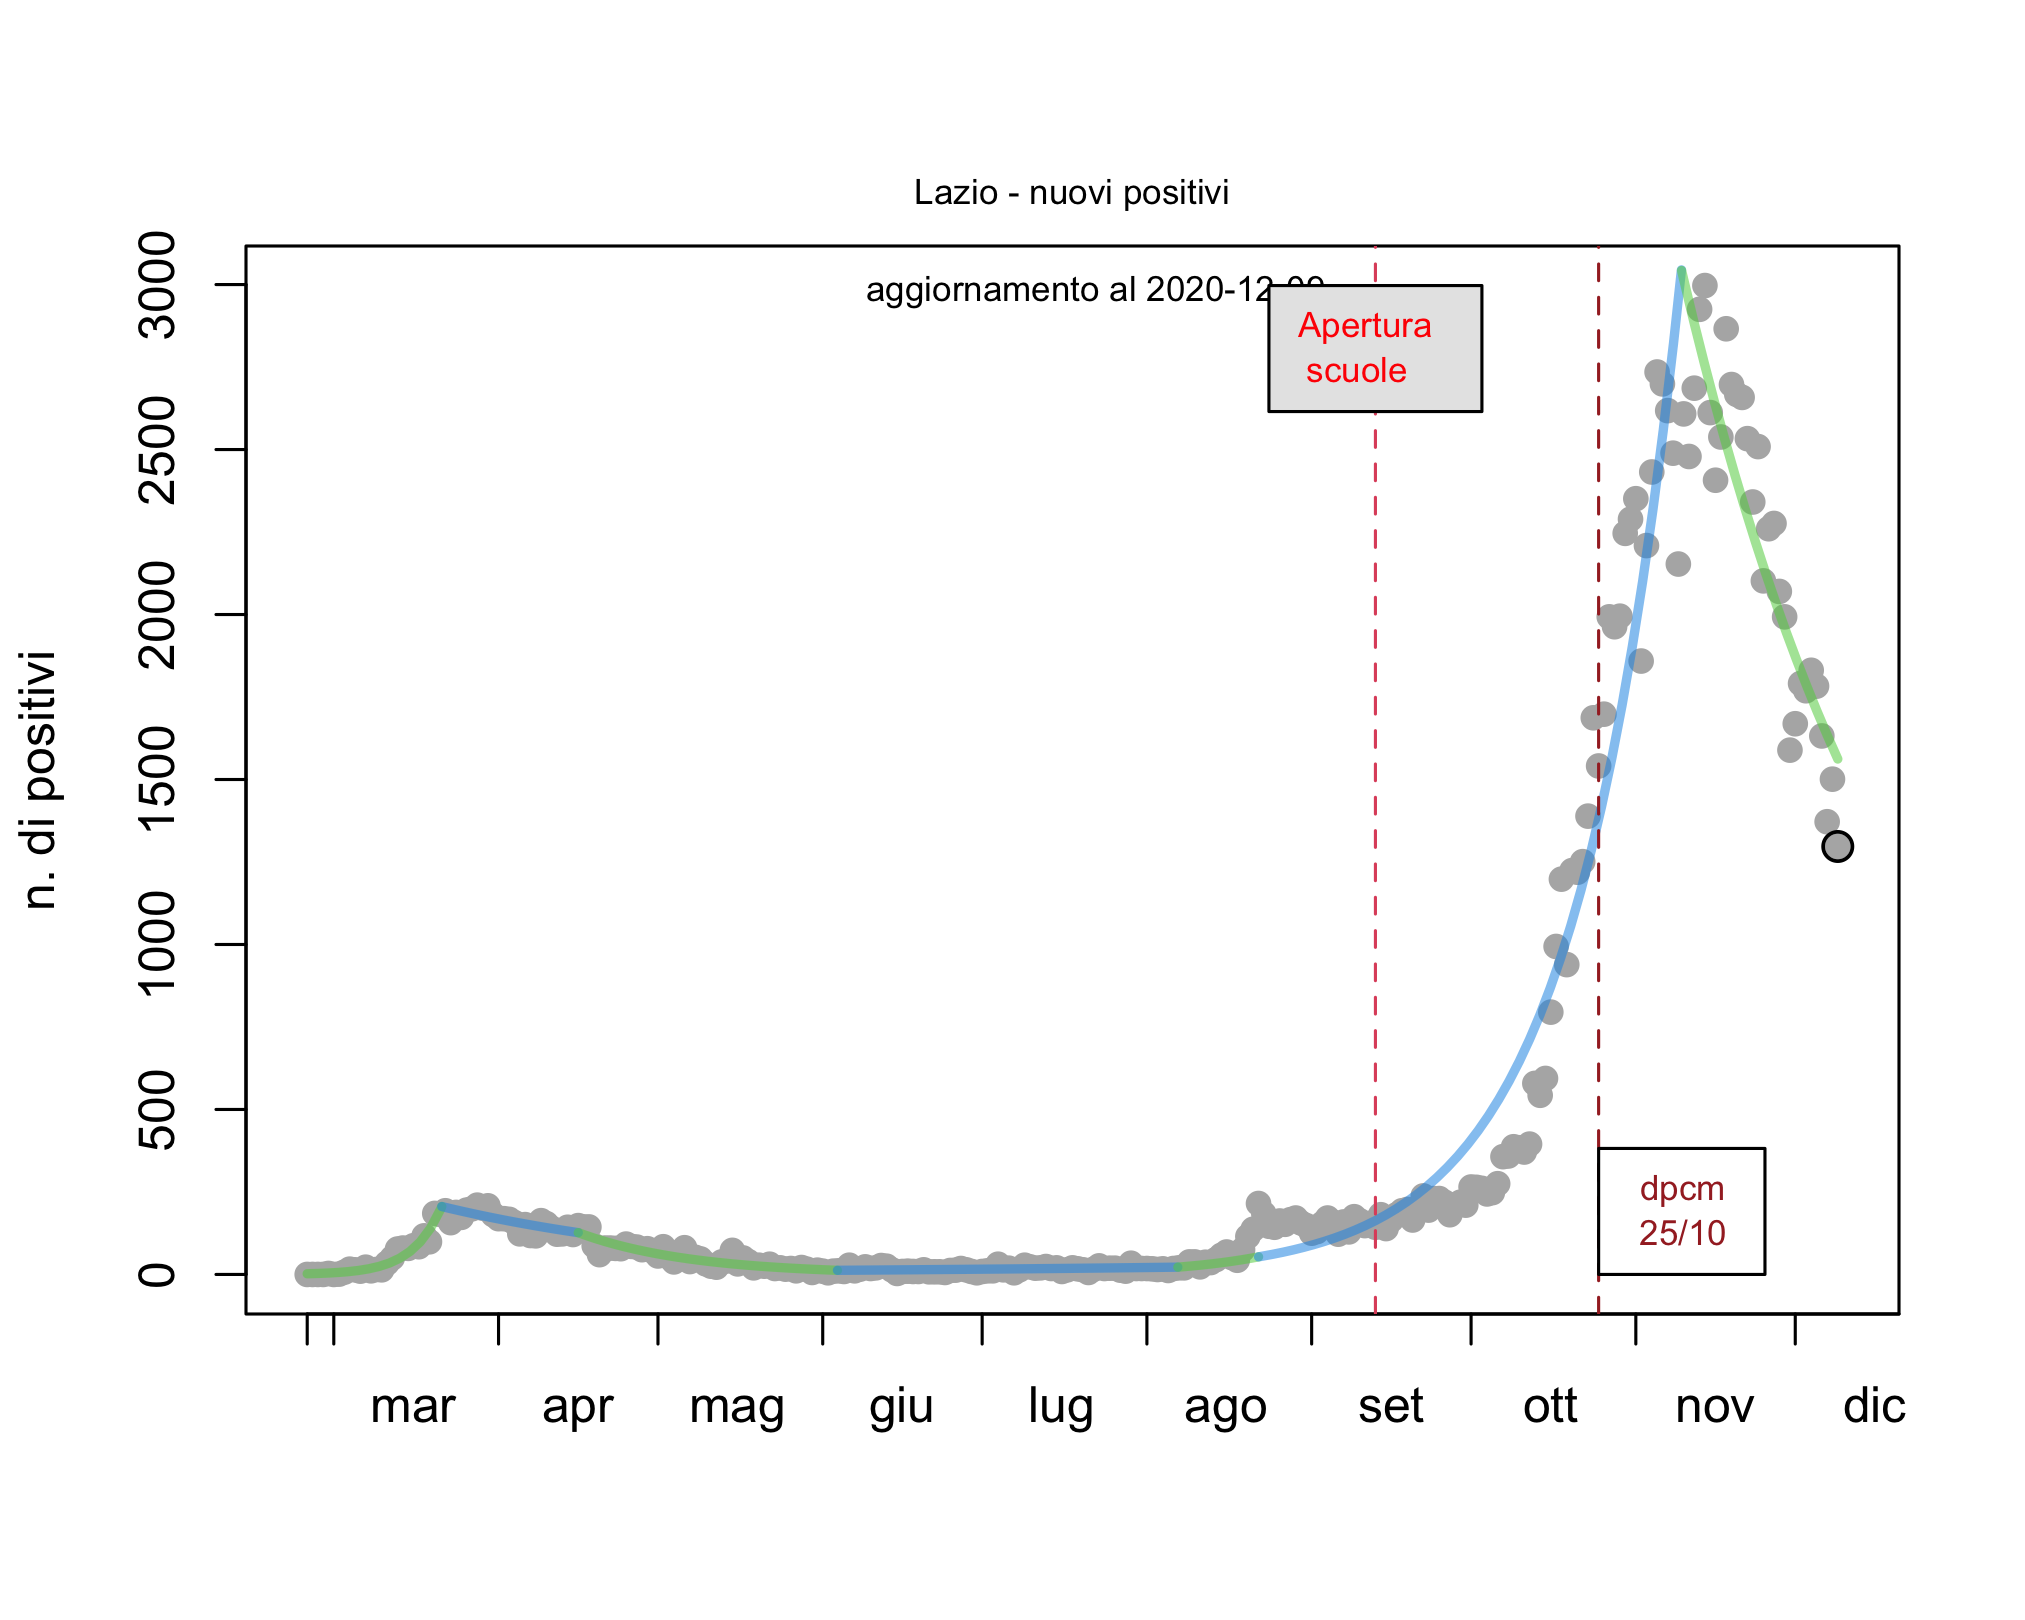 Lazio - nuovi positivi
aggiornamento al 2020-12-09
Apertura
scuole
n. di positivi
3000
2500
2000
1500
1000
500
0
dpcm
25/10
mar apr mag giu lug ago set ott nov dic